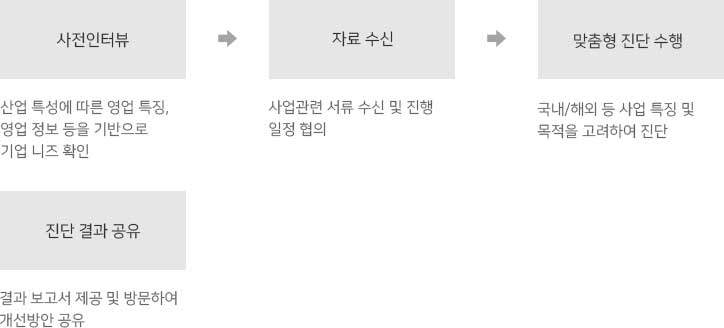 사전인터뷰
산업 특성에 따른 영업 특징,
영업 정보 등을 기반으로
기업 니즈 확인
자료 수신
사업관련 서류 수신 및 진행
일정 협의
맞춤형 진단 수행
국내/해외 등 사업 특징 및
목적을 고려하여 진단
진단 결과 공유
결과 보고서 제공 및 방문하여
개선방안 공유